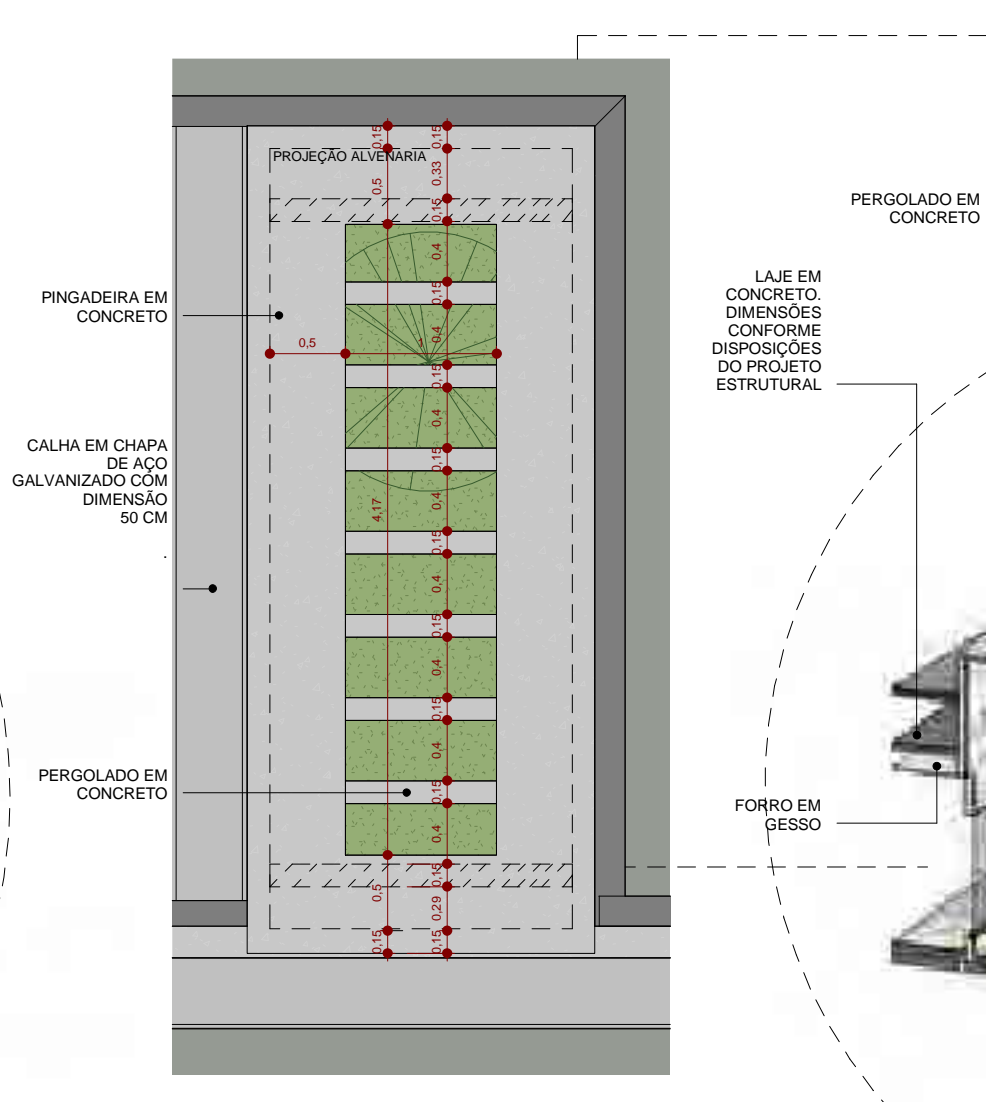 PROJEÇÃO ALVENARIA
PINGADEIRA EM
CONCRETO
CALHA EM CHAPA
DE AÇO
GALVANIZADO COM
DIMENSÃO
50 CM
.
PERGOLADO EM
CONCRETO
0,15
0,5
4,17
0,5
0,15
0,15
0,33
0,15
0,4
0,15
0,4
0,15
0,4
0,15
0,4
0,15
0,4
0,15
0,4
0,15
0,4
0,15
0,4
0,15
0,29
0,15
0,5
1
PERGOLADO EM
CONCRETO
LAJE EM
CONCRETO.
DIMENSÕES
CONFORME
DISPOSIÇÕES
DO PROJETO
ESTRUTURAL
FORRO EM
GESSO